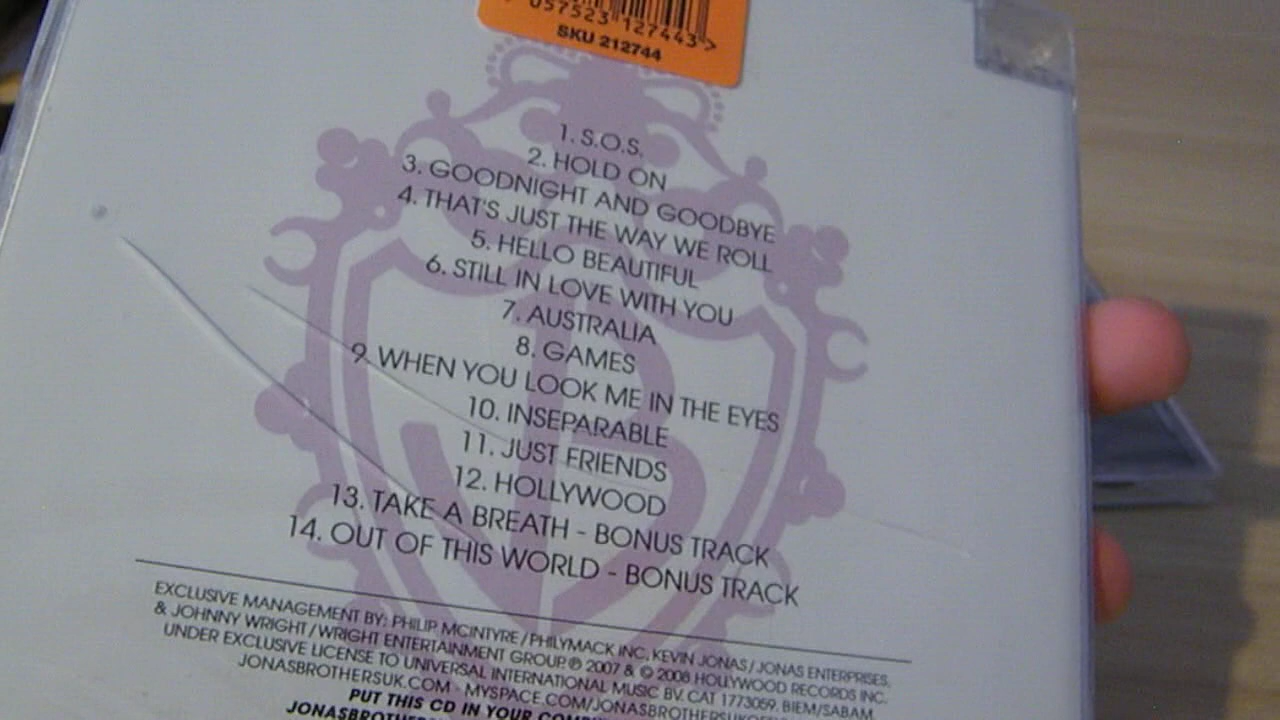 057523 127443>
SKU 212744
1. S.O.S.
2. HOLD ON
3. GOODNIGHT AND GOODBYE
4. THAT'S JUST THE WAY WE ROLL
5. HELLO BEAUTIFUL
6. STILL IN LOVE WITH YOU
7. AUSTRALIA
8. GAMES
9. WHEN YOU LOOK ME IN THE EYES
10. INSEPARABLE
11. JUST FRIENDS
12. HOLLYWOOD
13. TAKE A BREATH - BONUS TRACK
14. OUT OF THIS WORLD - BONUS TRACK
EXCLUSIVE MANAGEMENT BY: PHILIP MCINTYRE/PHILYMACK INC, KEVIN JONAS/JONAS ENTERPRISES,
& JOHNNY WRIGHT/WRIGHT ENTERTAINMENT GROUP. ℗ 2007 & © 2008 HOLLYWOOD RECORDS INC.
UNDER EXCLUSIVE LICENSE TO UNIVERSAL INTERNATIONAL MUSIC BV. CAT 1773059. BIEM/SABAM.
JONASBROTHERSUK.COM - MYSPACE.COM/
PUT THIS CD IN YOUR